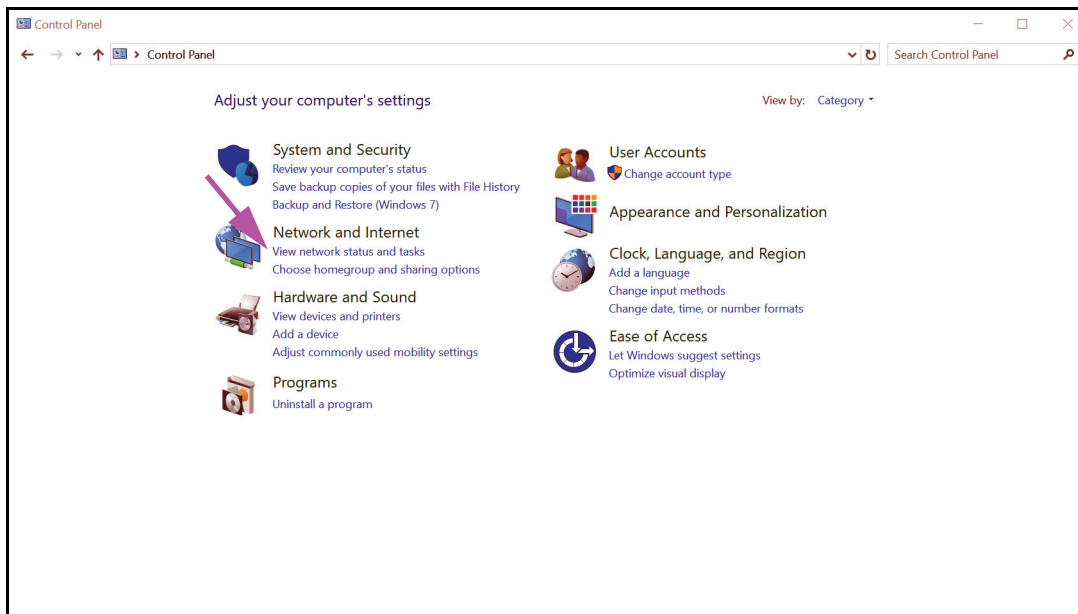 Control Panel
Control Panel
Search Control Panel
Adjust your computer's settings
View by: Category
System and Security
Review your computer's status
Save backup copies of your files with File History
Backup and Restore (Windows 7)
Network and Internet
View network status and tasks
Choose homegroup and sharing options
Hardware and Sound
View devices and printers
Add a device
Adjust commonly used mobility settings
Programs
Uninstall a program
User Accounts
Change account type
Appearance and Personalization
Clock, Language, and Region
Add a language
Change input methods
Change date, time, or number formats
Ease of Access
Let Windows suggest settings
Optimize visual display